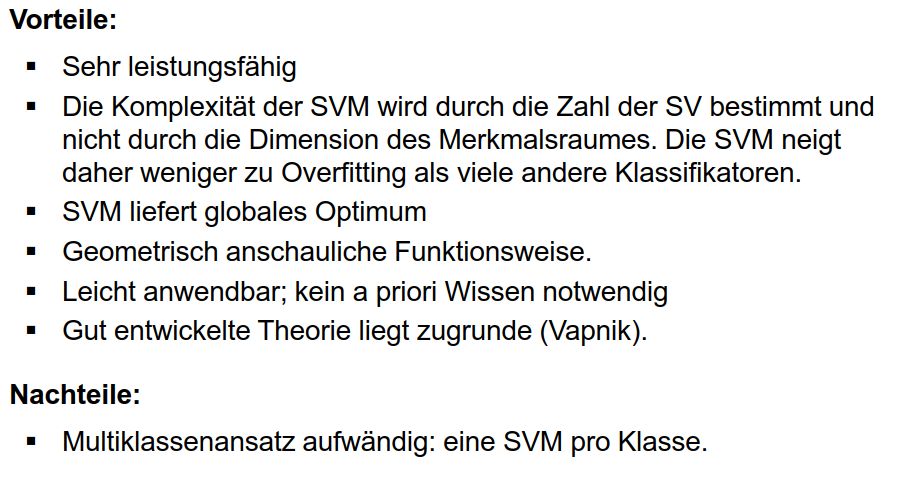 Vorteile:
▪ Sehr leistungsfähig
▪ Die Komplexität der SVM wird durch die Zahl der SV bestimmt und
nicht durch die Dimension des Merkmalsraumes. Die SVM neigt
daher weniger zu Overfitting als viele andere Klassifikatoren.
▪ SVM liefert globales Optimum
▪ Geometrisch anschauliche Funktionsweise.
▪ Leicht anwendbar; kein a priori Wissen notwendig
▪ Gut entwickelte Theorie liegt zugrunde (Vapnik).
Nachteile:
▪ Multiklassenansatz aufwändig: eine SVM pro Klasse.